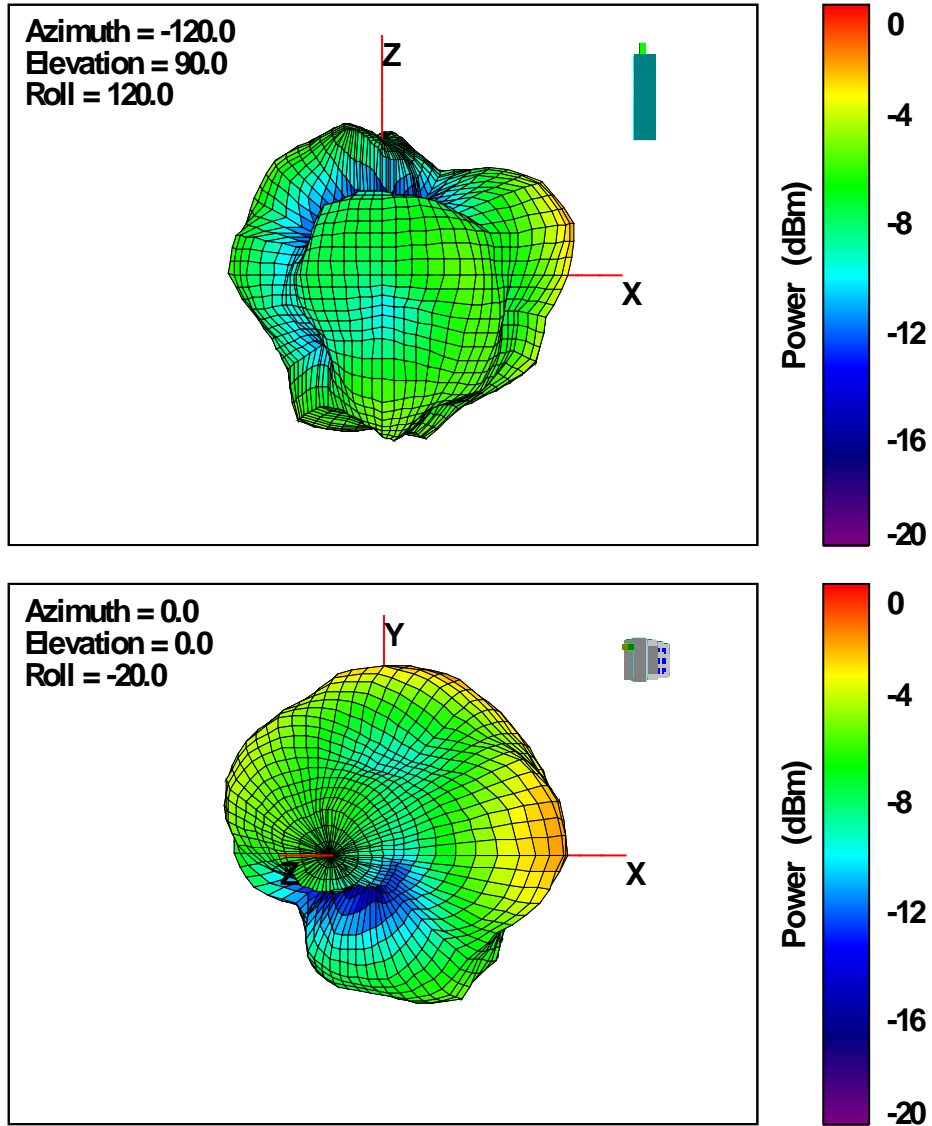 Azimuth = -120.0
Elevation = 90.0
Roll = 120.0
Z
X
0
-4
-8
-12
-16
-20
Power (dBm)
Azimuth = 0.0
Elevation = 0.0
Roll = -20.0
Y
Z
X
0
-4
-8
-12
-16
-20
Power (dBm)